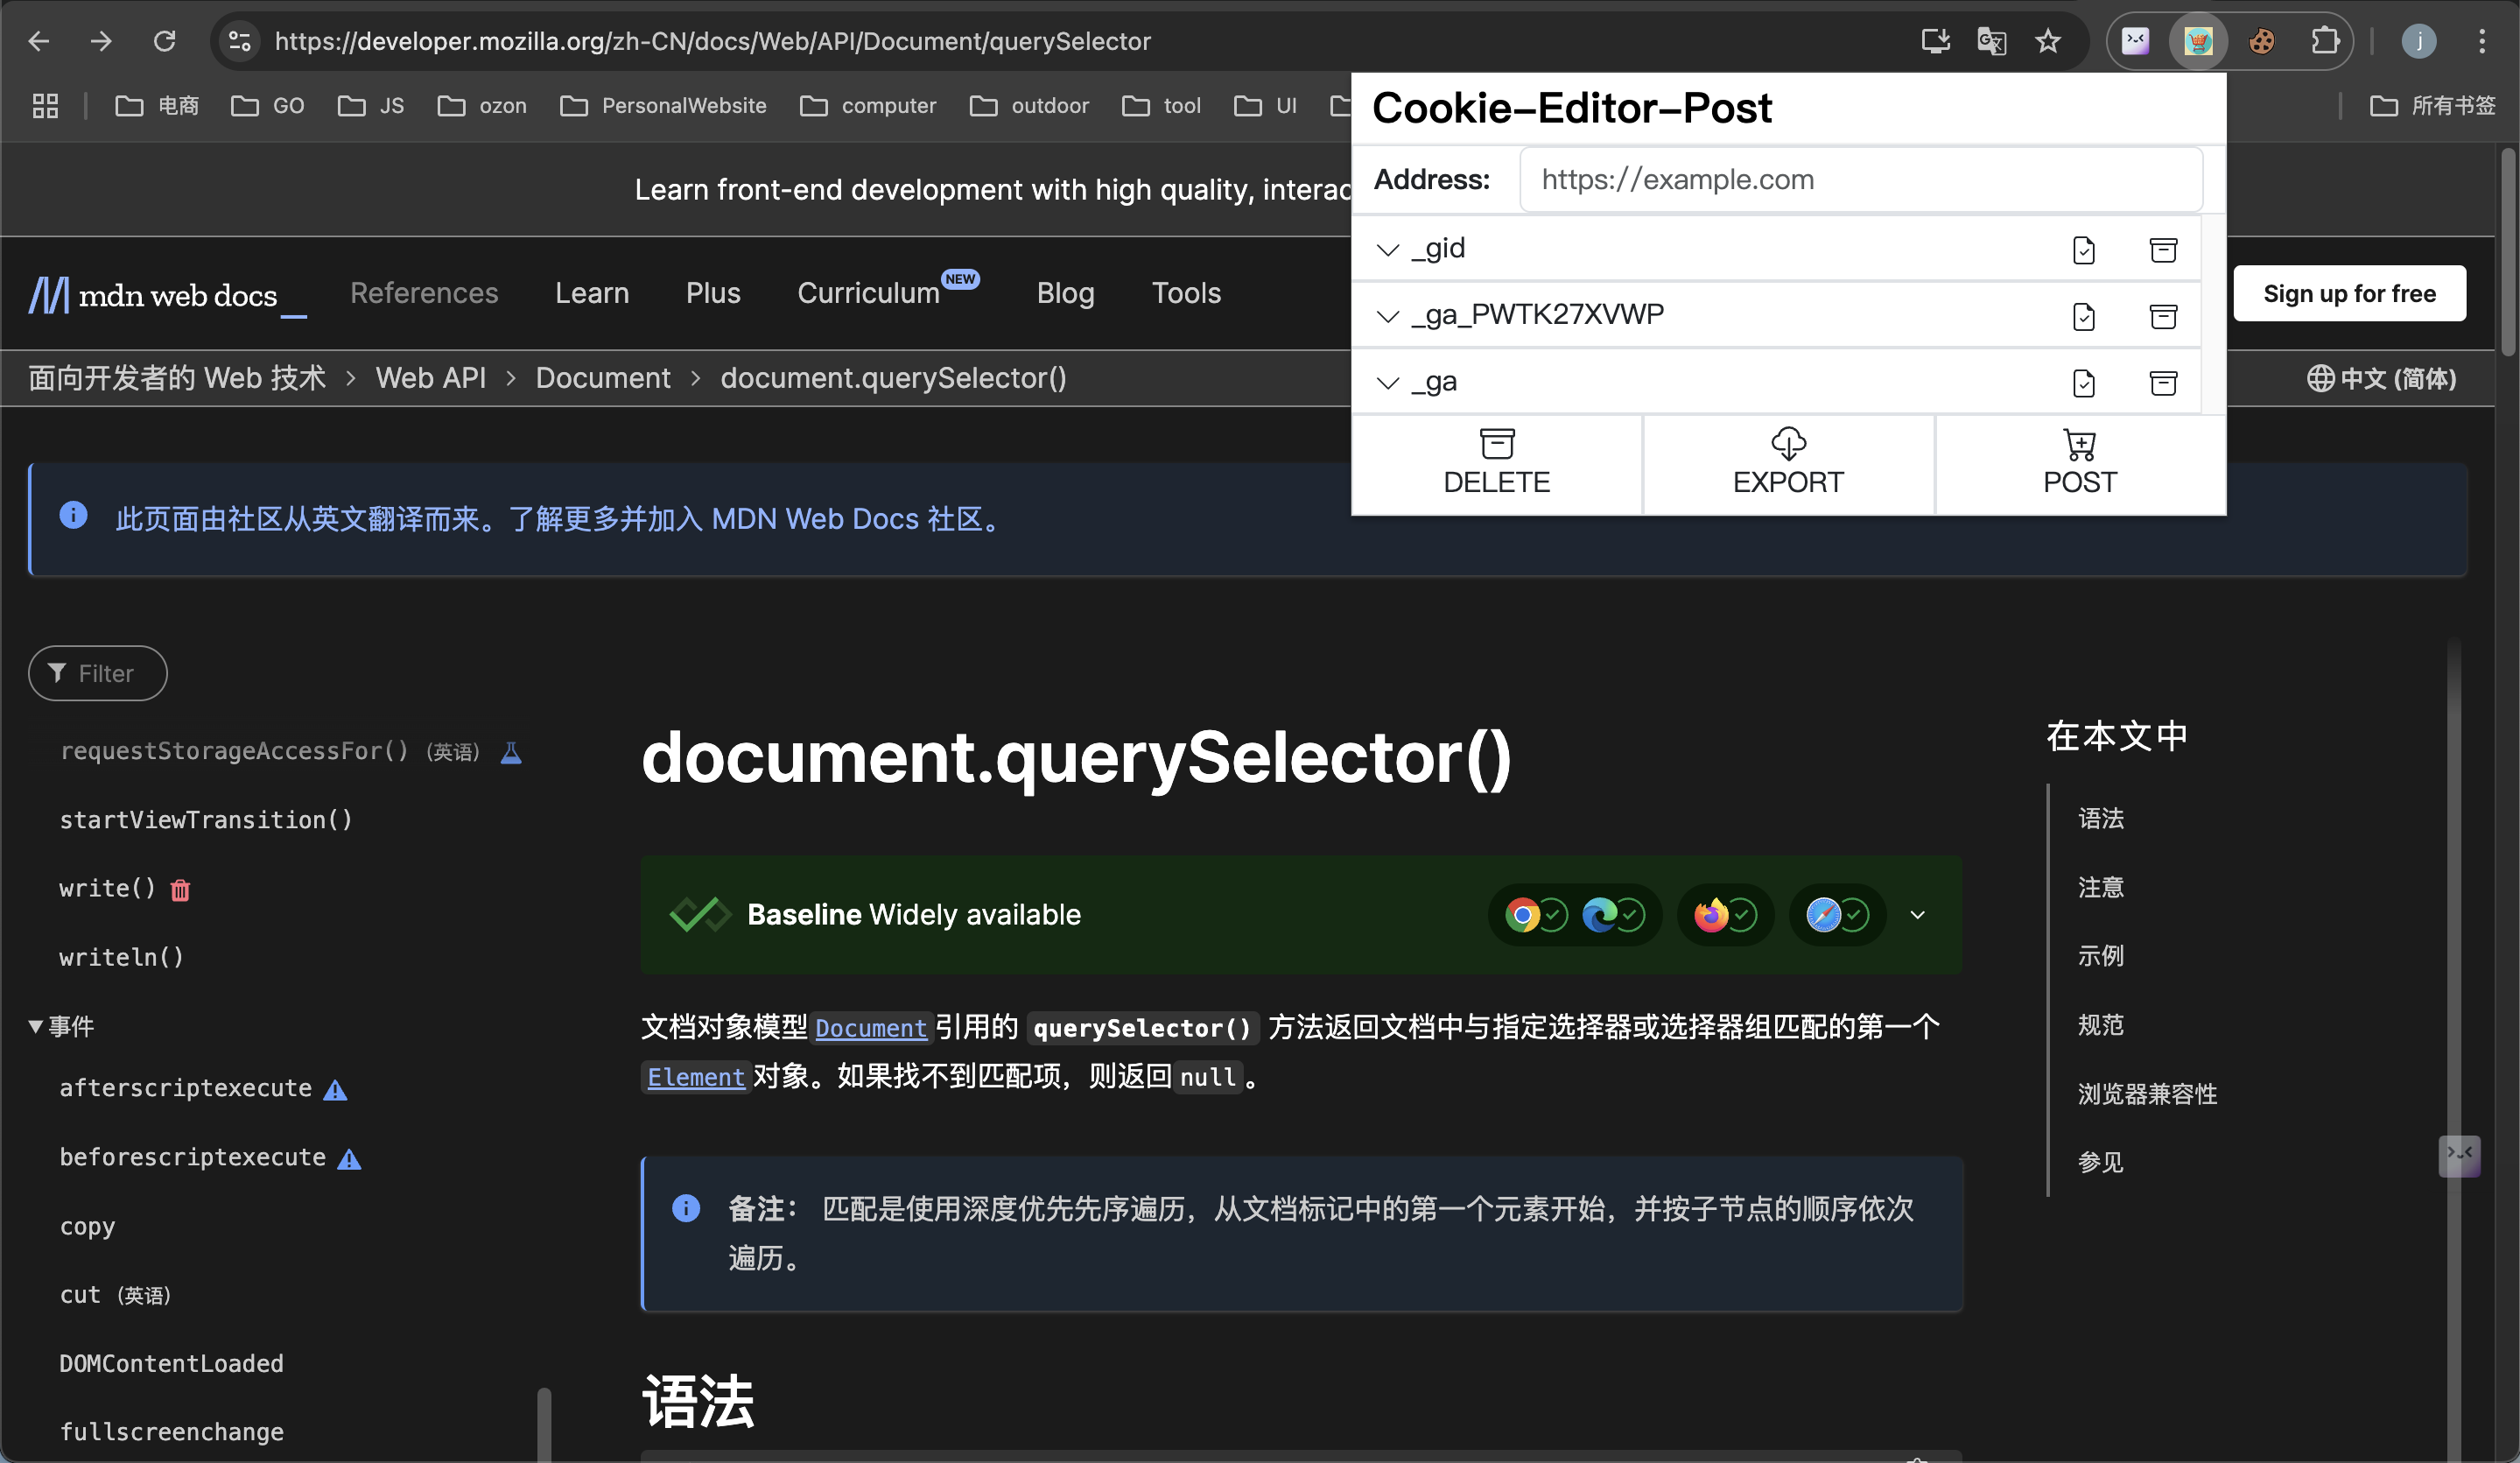 https://developer.mozilla.org/zh-CN/docs/Web/API/Document/querySelector
j
电商 GO JS ozon PersonalWebsite computer outdoor tool UI 所有书签
Cookie-Editor-Post
Address: https://example.com
_gid
_ga_PWTK27XVWP
_ga
DELETE EXPORT POST
Learn front-end development with high quality, interac
mdn web docs_ References Learn Plus Curriculum NEW Blog Tools Sign up for free
面向开发者的 Web 技术 > Web API > Document > document.querySelector() 中文 (简体)
此页面由社区从英文翻译而来。了解更多并加入 MDN Web Docs 社区。
Filter
requestStorageAccessFor() (英语)
startViewTransition()
write()
writeln()
事件
afterscriptexecute
beforescriptexecute
copy
cut (英语)
DOMContentLoaded
fullscreenchange
document.querySelector()
Baseline Widely available
文档对象模型 Document 引用的 querySelector() 方法返回文档中与指定选择器或选择器组匹配的第一个
Element 对象。如果找不到匹配项，则返回 null 。
备注： 匹配是使用深度优先先序遍历，从文档标记中的第一个元素开始，并按子节点的顺序依次
遍历。
语法
在本文中
语法
注意
示例
规范
浏览器兼容性
参见